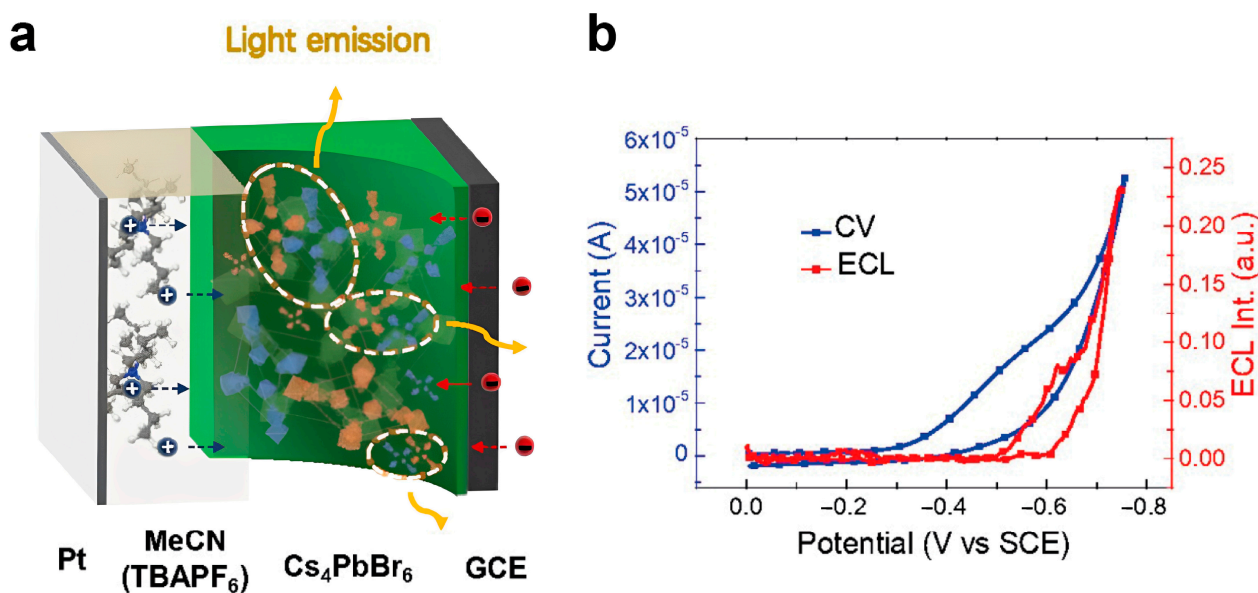 a
Light emission
+
+
+
+
-
-
-
-
Pt
MeCN
(TBAPF₆)
Cs₄PbBr₆
GCE
b
Current (A)
6x10⁻⁵
5x10⁻⁵
4x10⁻⁵
3x10⁻⁵
2x10⁻⁵
1x10⁻⁵
0
CV
ECL
0.25
0.20
0.15
0.10
0.05
0.00
ECL Int. (a.u.)
0.0 −0.2 −0.4 −0.6 −0.8
Potential (V vs SCE)